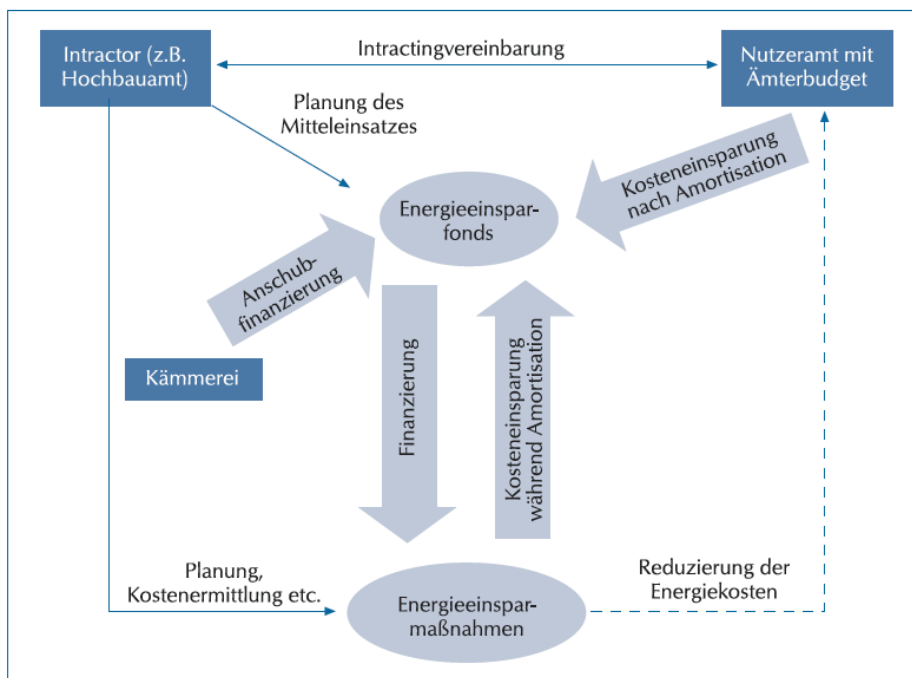 Intractor (z.B.
Hochbauamt)
Intractingvereinbarung
Nutzeramt mit
Ämterbudget
Planung des
Mitteleinsatzes
Kosteneinsparung
nach Amortisation
Energieeinspar-
fonds
Anschub-
finanzierung
Kämmerei
Finanzierung
Kosteneinsparung
während Amortisation
Planung,
Kostenermittlung etc.
Energieeinspar-
maßnahmen
Reduzierung der
Energiekosten